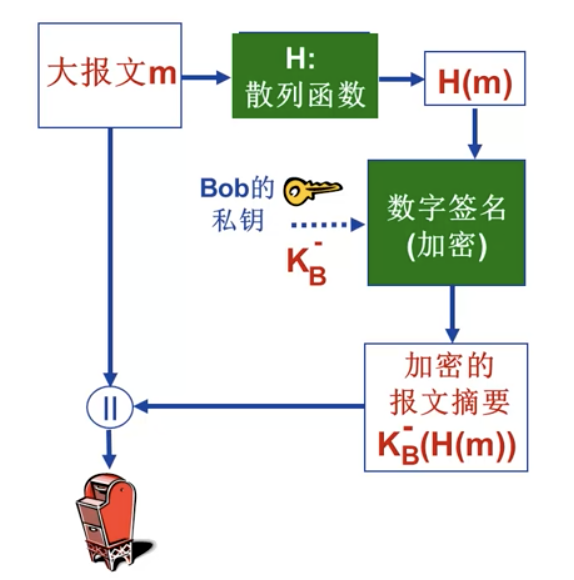 大报文m
H:
散列函数
H(m)
Bob的
私钥
K_B^-
数字签名
(加密)
加密的
报文摘要
K_B^-(H(m))
||